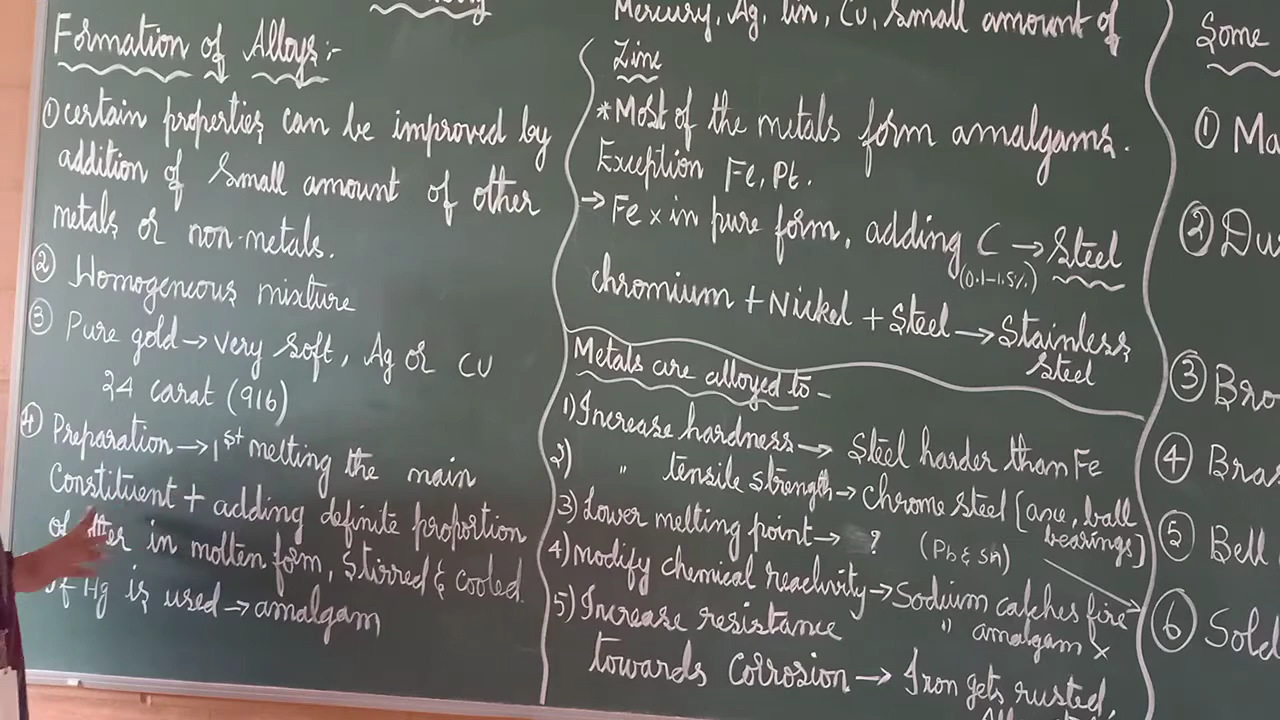 Formation of Alloys:-
① certain properties can be improved by
addition of Small amount of other
metals or non-metals.
② Homogeneous mixture
③ Pure gold → very soft, Ag or Cu
24 carat (916)
④ Preparation → 1st melting the main
Constituent + adding definite proportion
of other in molten form, Stirred & cooled.
If Hg is used → amalgam
Mercury, Ag, tin, Cu, Small amount of
Zinc
*Most of the metals form amalgams.
Exception Fe, Pt.
→ Fe x in pure form, adding C → Steel
(0.1-1.5%)
chromium + Nickel + Steel → Stainless
Steel
Metals are alloyed to -
1) Increase hardness → Steel harder than Fe
2) " tensile strength → chrome steel [axe, ball
bearings]
3) Lower melting point → ? (Pb & Sn)
4) modify chemical reactivity → Sodium catches fire
" amalgam x
5) Increase resistance
towards corrosion → Iron gets rusted,
Some
① Ma
② Du
③ Bro
④ Bras
⑤ Bell
⑥ Sold